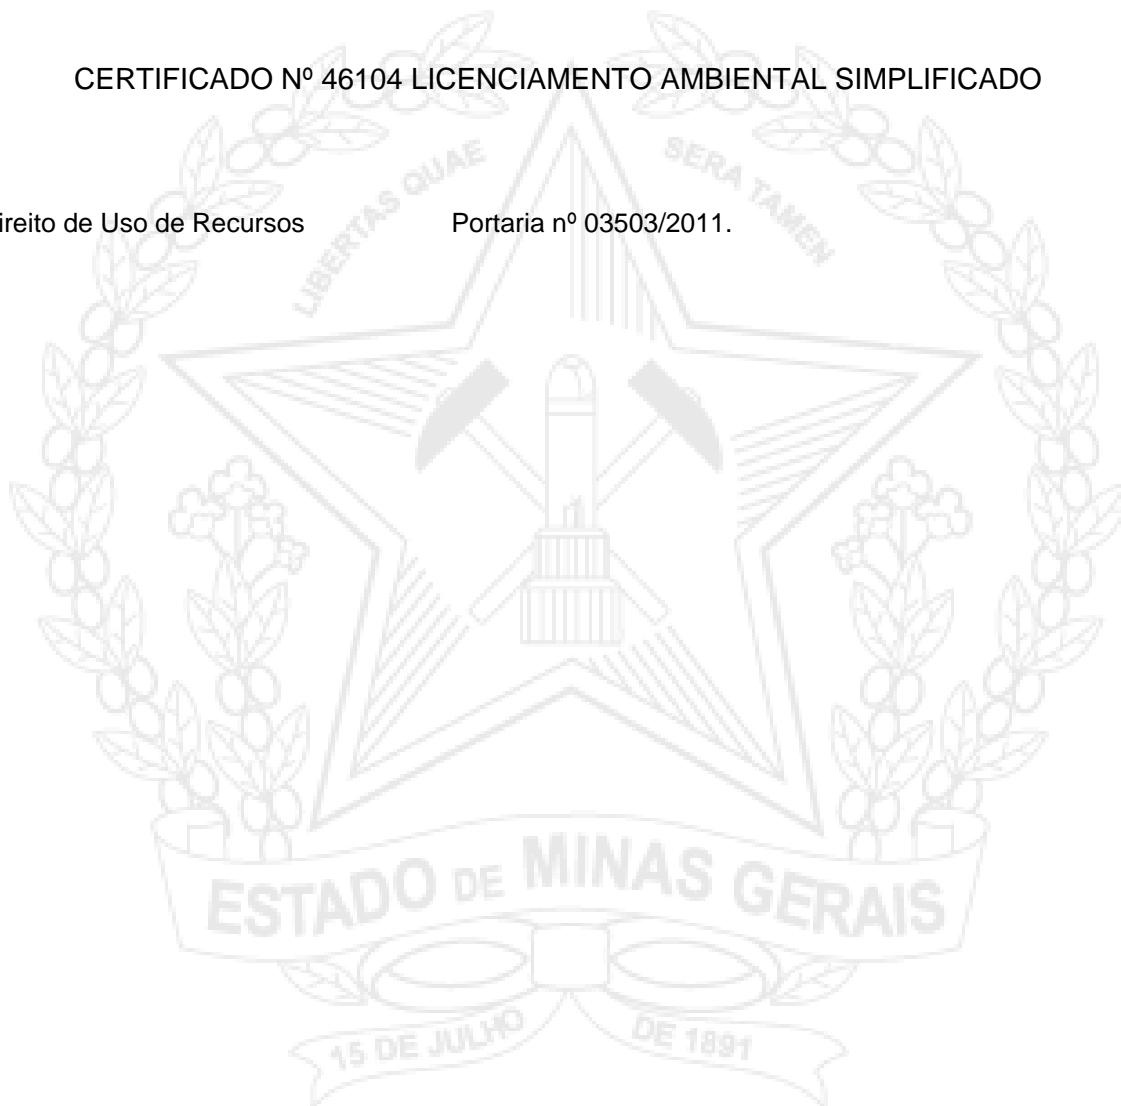 CERTIFICADO Nº 46104 LICENCIAMENTO AMBIENTAL SIMPLIFICADO
LIBERTAS QUAE SERA TAMEN
ireito de Uso de Recursos Portaria nº 03503/2011.
ESTADO DE MINAS GERAIS
15 DE JULHO DE 1891